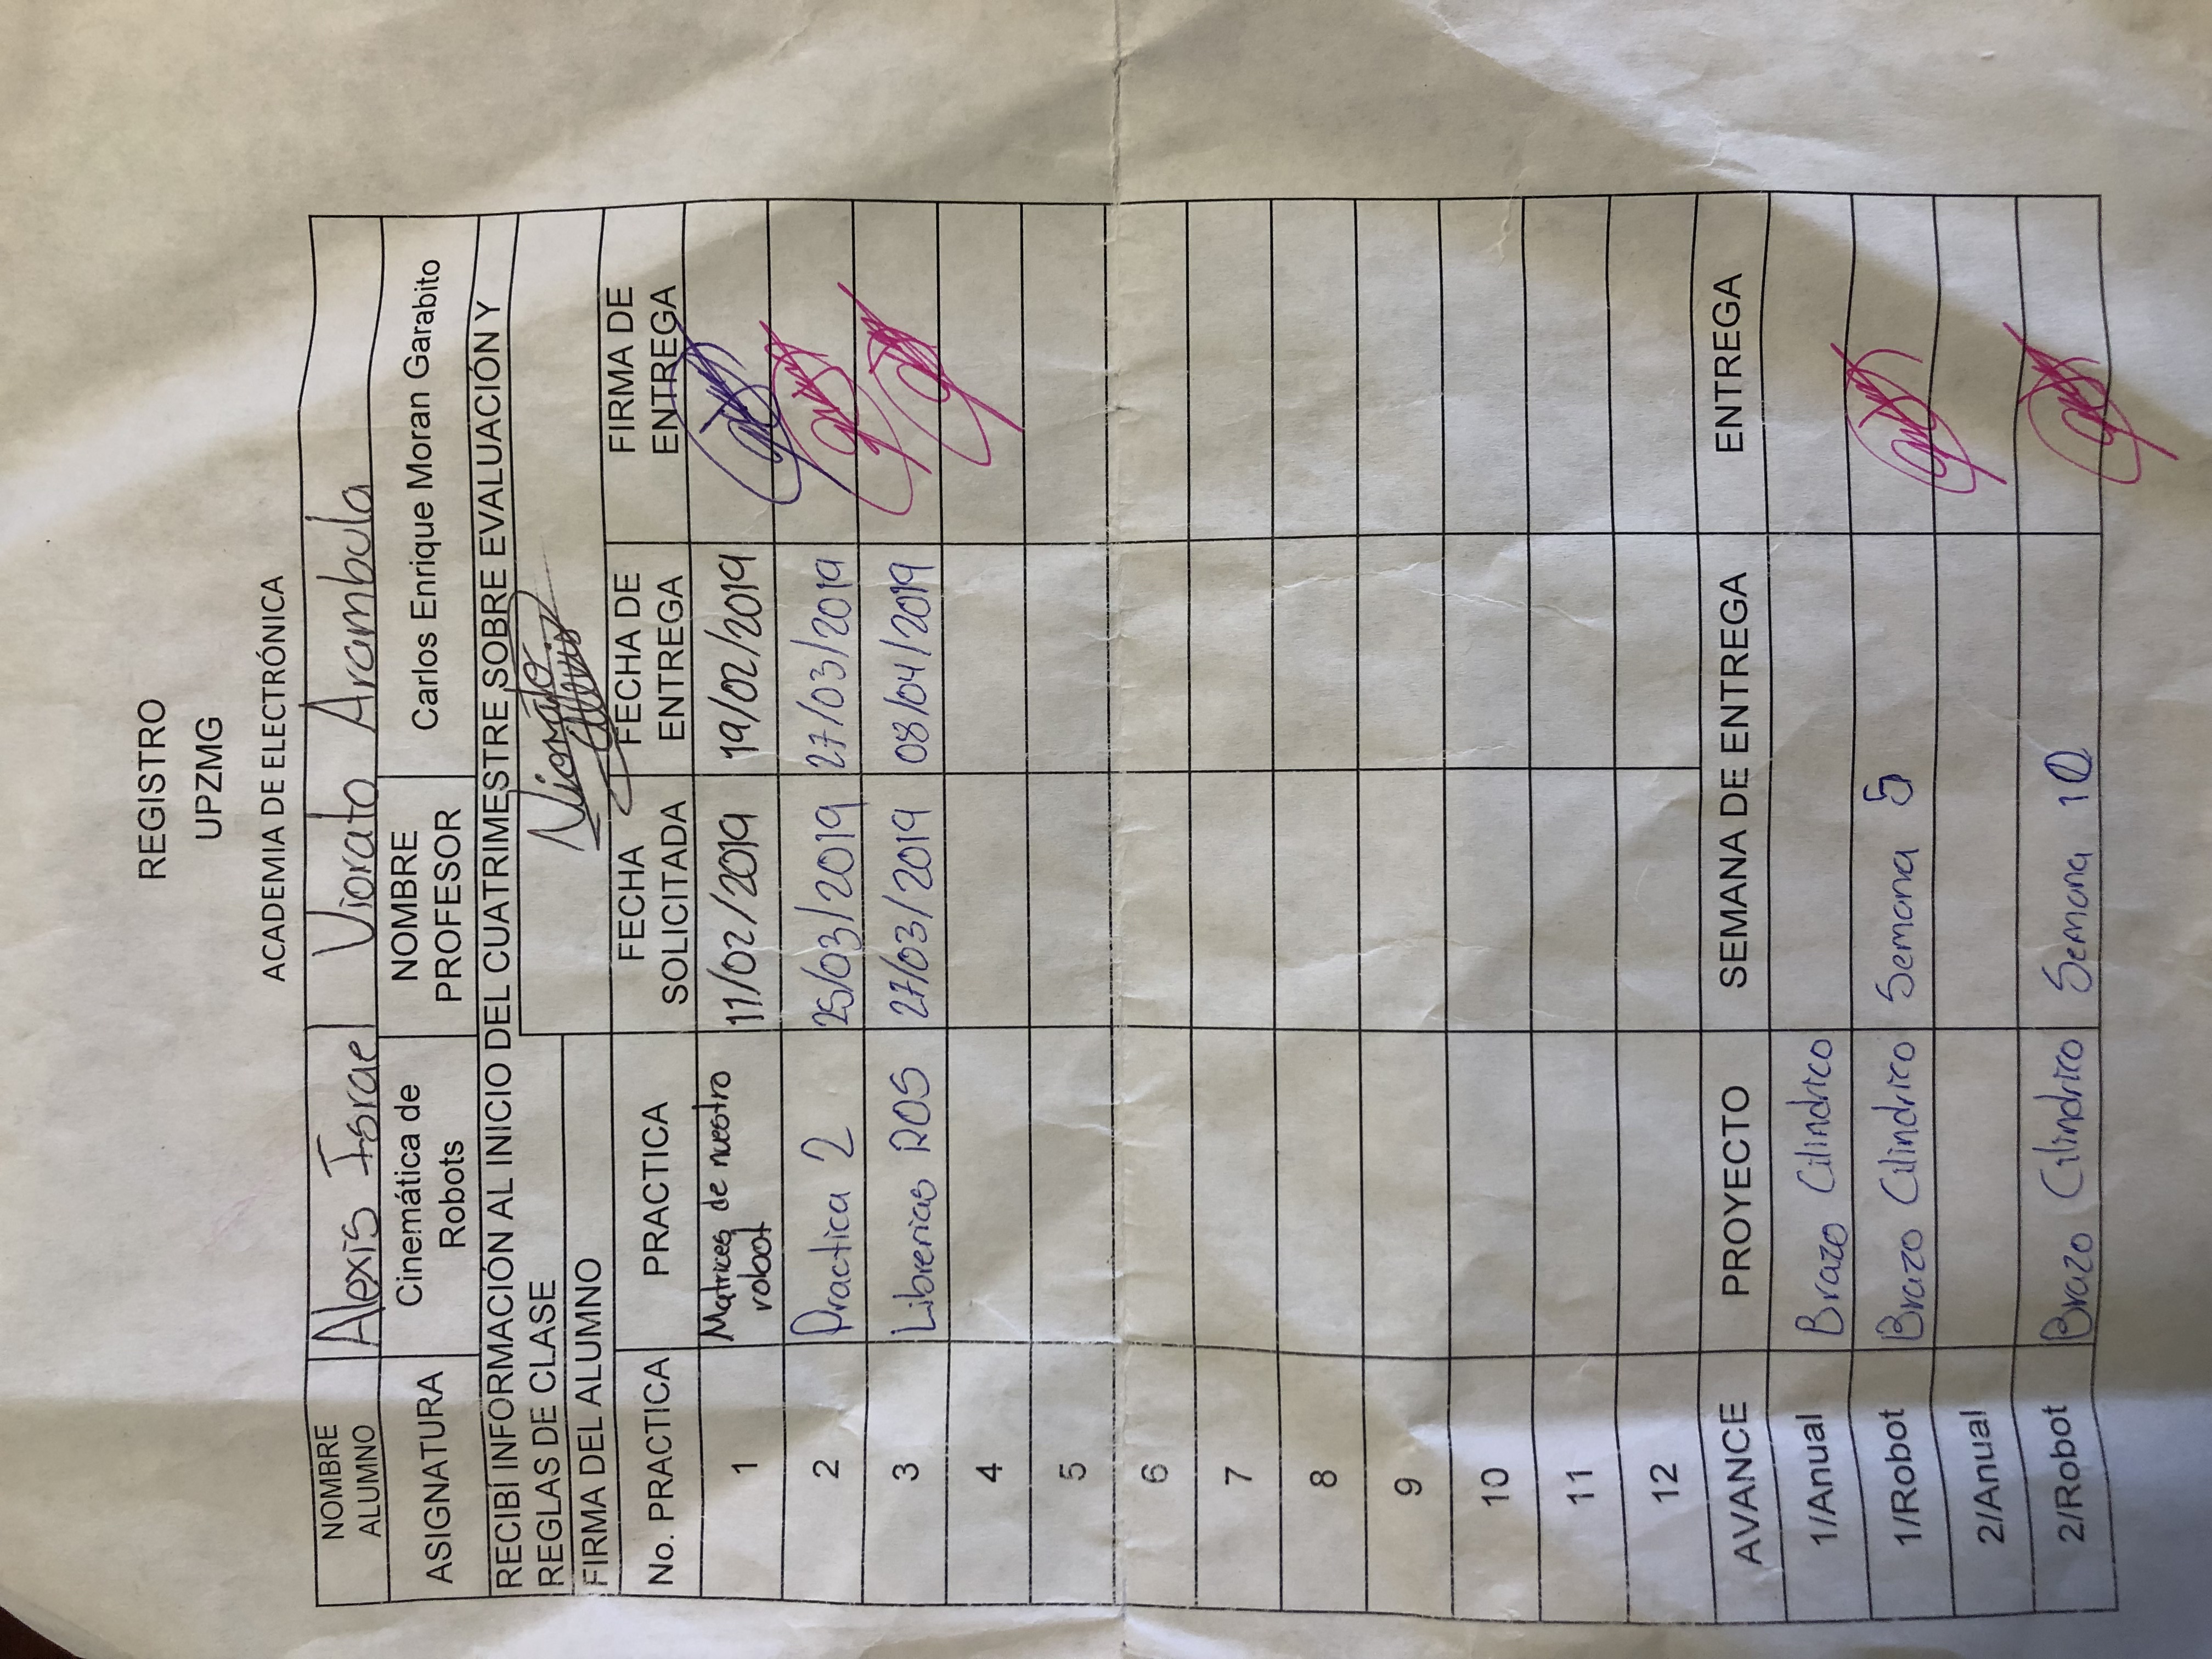 REGISTRO
UPZMG
ACADEMIA DE ELECTRÓNICA
NOMBRE ALUMNO Alexis Israel Viorato Arambula
ASIGNATURA Cinemática de Robots NOMBRE PROFESOR Carlos Enrique Moran Garabito
RECIBÍ INFORMACIÓN AL INICIO DEL CUATRIMESTRE SOBRE EVALUACIÓN Y
REGLAS DE CLASE
FIRMA DEL ALUMNO Viorato Alexis
No. PRACTICA PRACTICA FECHA SOLICITADA FECHA DE ENTREGA FIRMA DE ENTREGA
1 Matrices de nuestro robot 11/02/2019 19/02/2019
2 Practica 2 25/03/2019 27/03/2019
3 Librerias ROS 27/03/2019 08/04/2019
4
5
6
7
8
9
10
11
12
AVANCE PROYECTO SEMANA DE ENTREGA ENTREGA
1/Anual Brazo Cilindrico
1/Robot Brazo Cilindrico Semana 5
2/Anual
2/Robot Brazo Cilindrico Semana 10